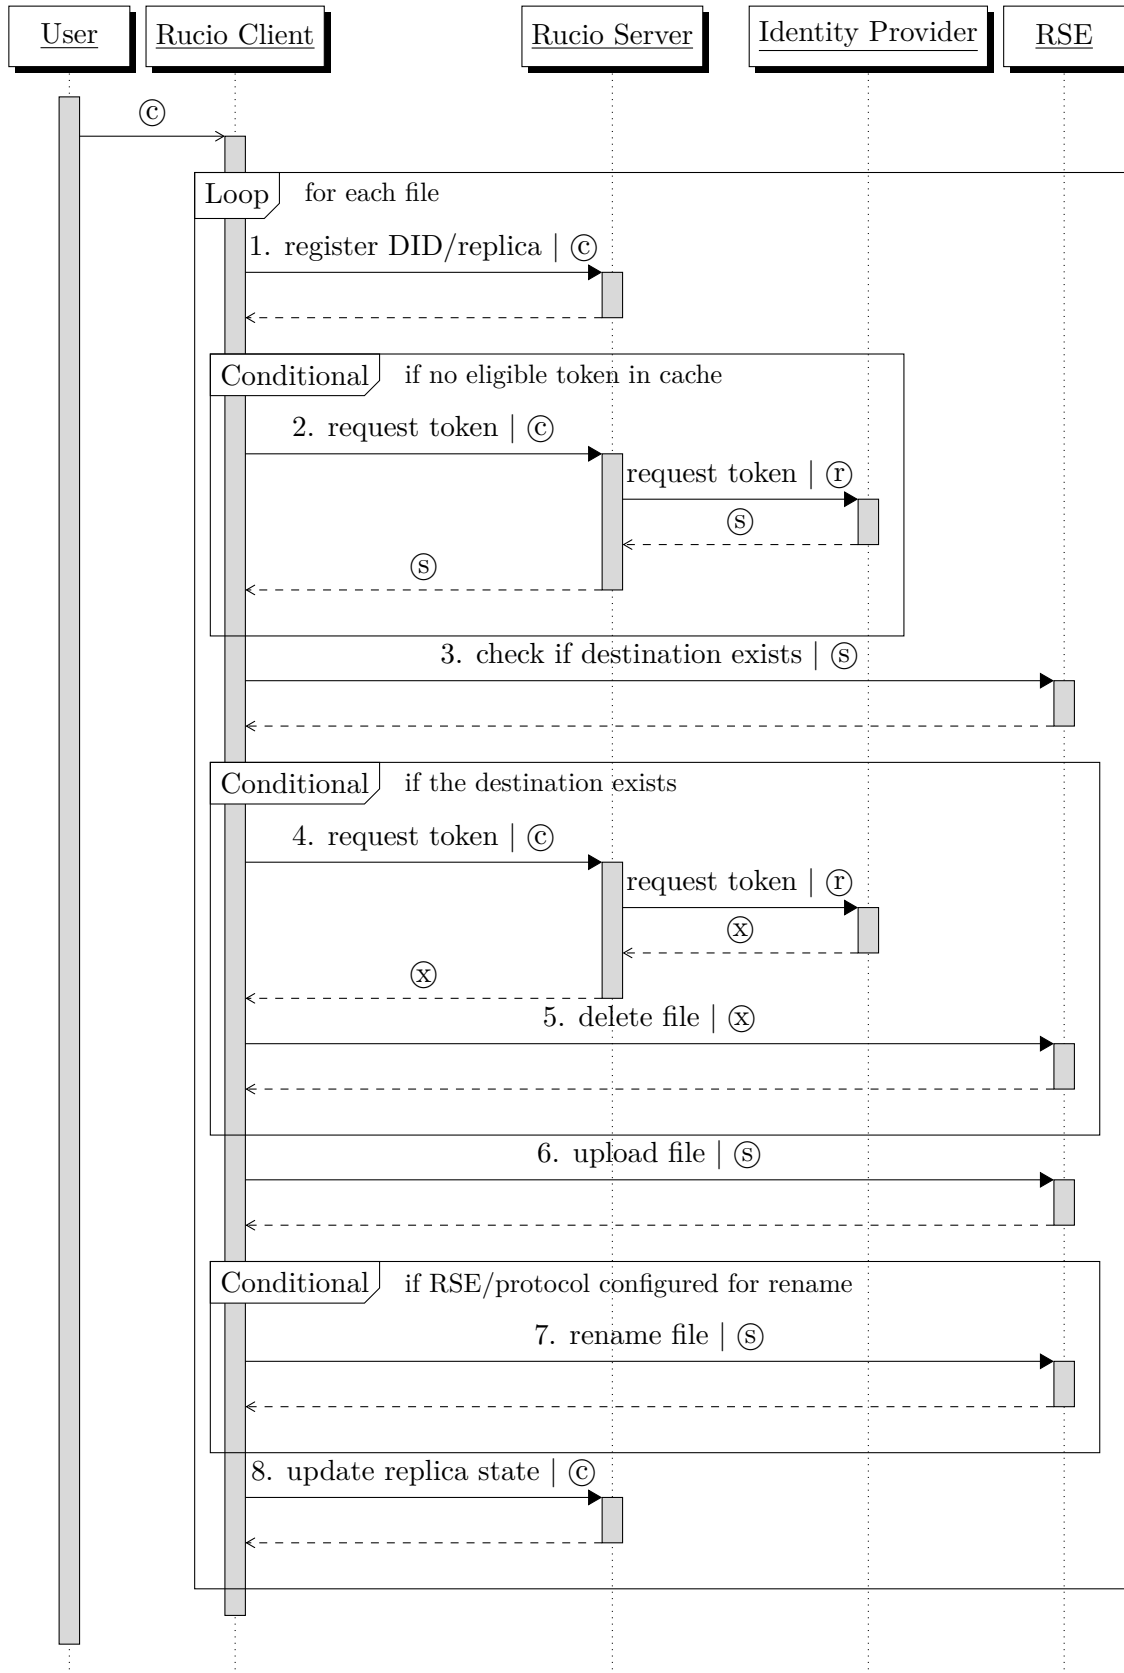 User
Rucio Client
Rucio Server
Identity Provider
RSE
ⓒ
Loop
for each file
1. register DID/replica | ⓒ
Conditional
if no eligible token in cache
2. request token | ⓒ
request token | ⓡ
ⓢ
ⓢ
3. check if destination exists | ⓢ
Conditional
if the destination exists
4. request token | ⓒ
request token | ⓡ
ⓧ
ⓧ
5. delete file | ⓧ
6. upload file | ⓢ
Conditional
if RSE/protocol configured for rename
7. rename file | ⓢ
8. update replica state | ⓒ